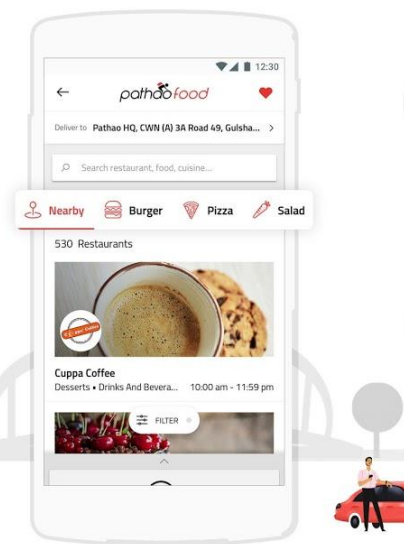 12:30
pathaofood
Deliver to Pathao HQ, CWN (A) 3A Road 49, Gulsha... >
Search restaurant, food, cuisine...
Nearby Burger Pizza Salad
530 Restaurants
Cuppa Coffee
Desserts • Drinks And Bevera... 10:00 am - 11:59 pm
FILTER